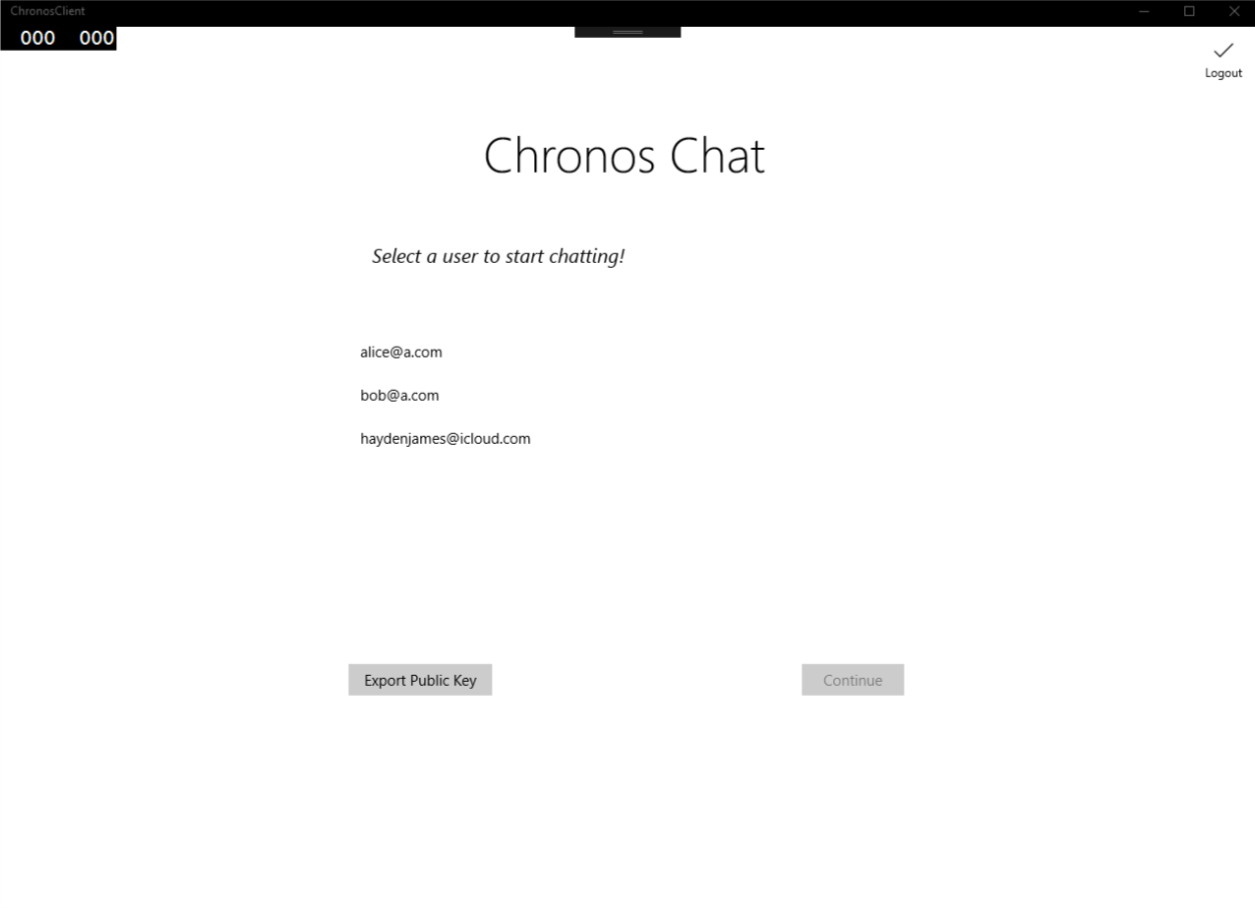 ChronosClient
000 000
Logout
Chronos Chat
Select a user to start chatting!
alice@a.com
bob@a.com
haydenjames@icloud.com
Export Public Key Continue